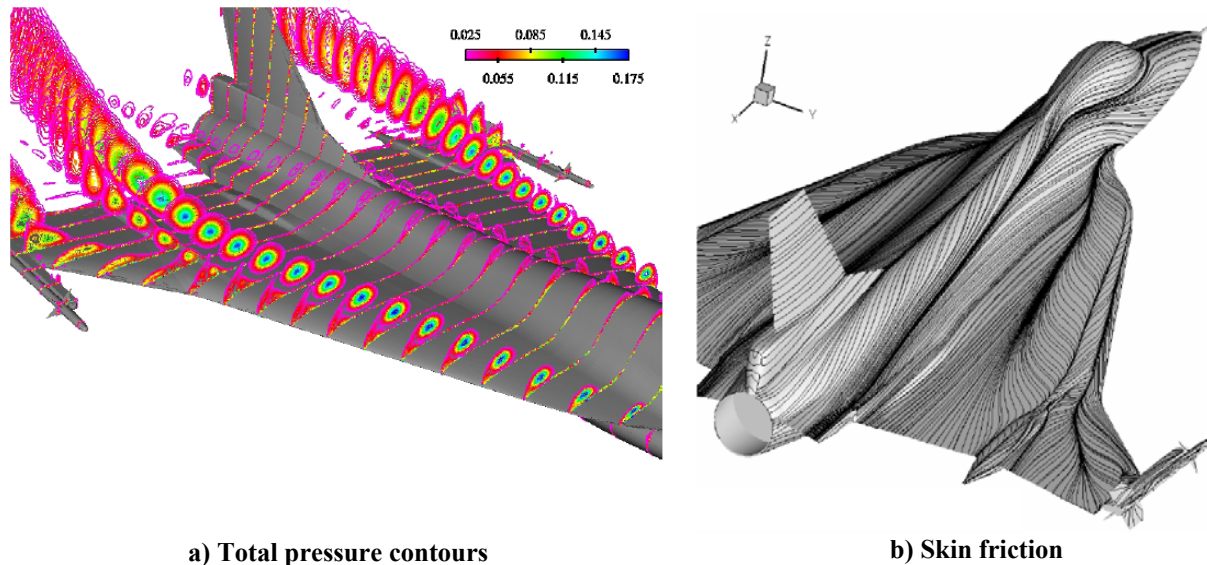 0.025 0.085 0.145
0.055 0.115 0.175
Z
X
Y
a) Total pressure contours
b) Skin friction